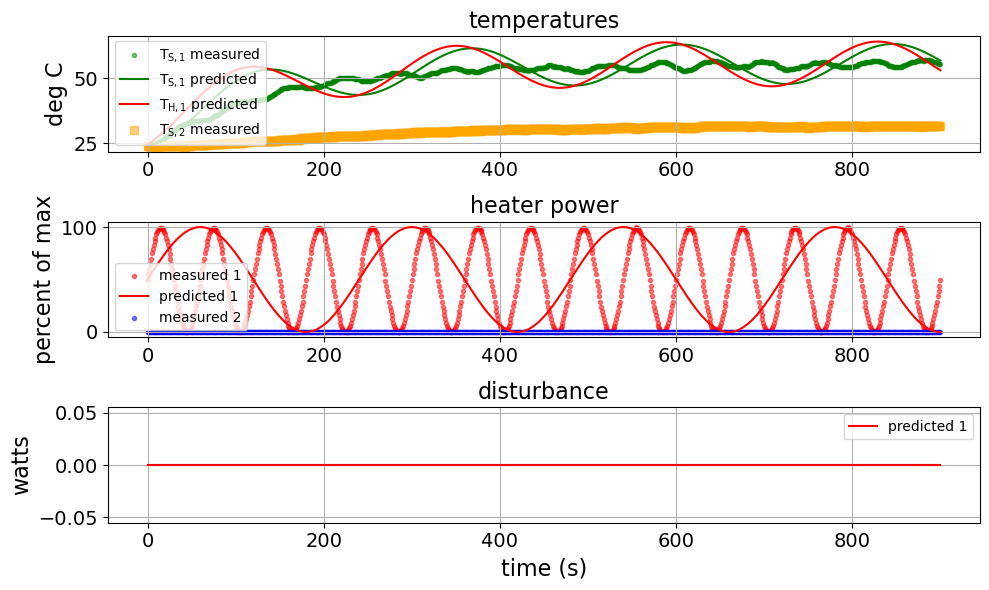 temperatures
deg C
50
25
T_S,1 measured
T_S,1 predicted
T_H,1 predicted
T_S,2 measured
0
200
400
600
800
heater power
percent of max
100
0
measured 1
predicted 1
measured 2
0
200
400
600
800
disturbance
watts
0.05
0.00
−0.05
predicted 1
0
200
400
600
800
time (s)